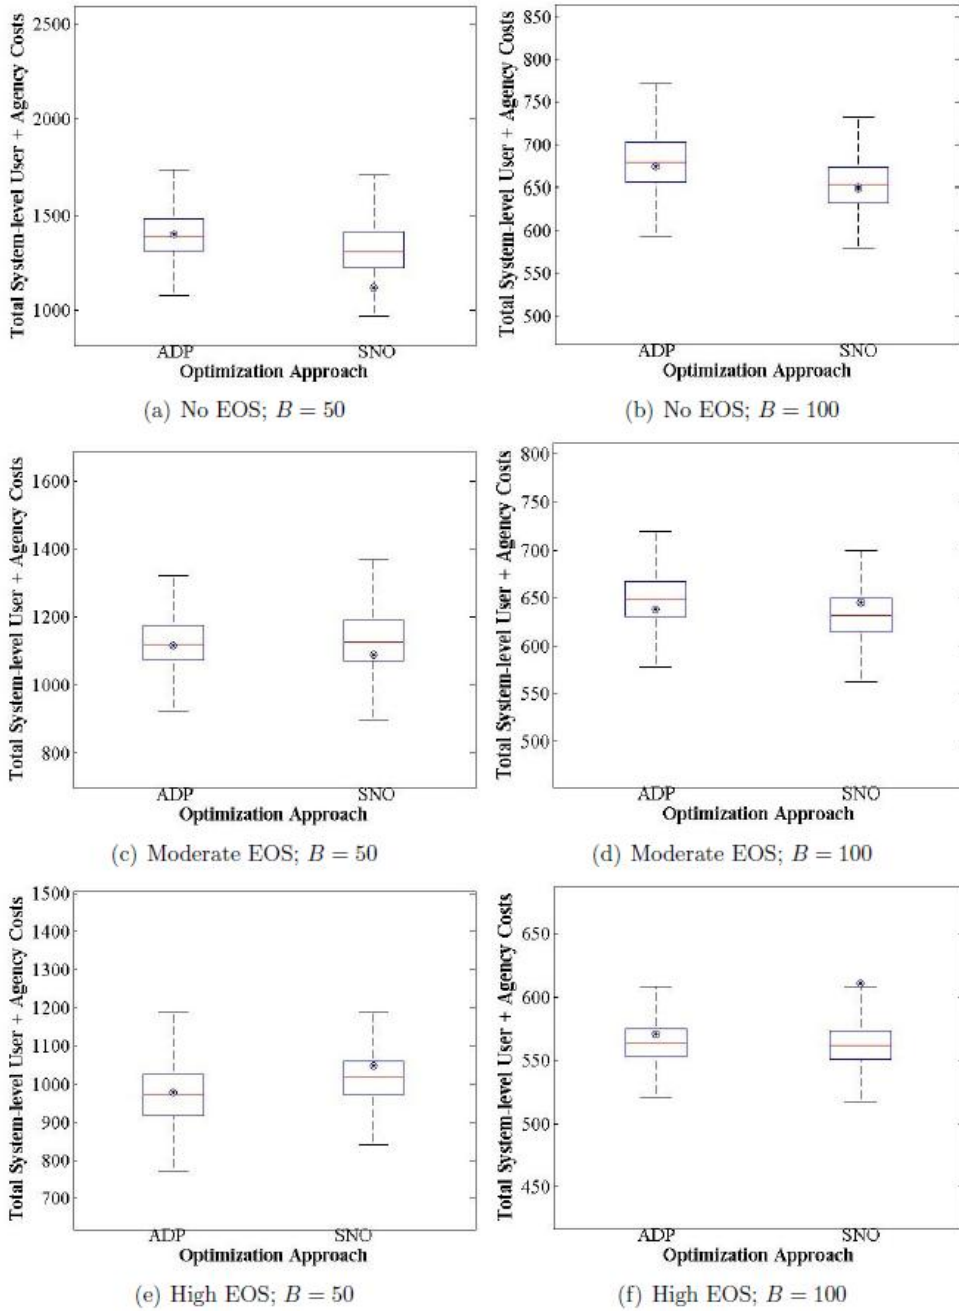 Total System-level User + Agency Costs
2500
2000
1500
1000
ADP SNO
Optimization Approach
(a) No EOS; B = 50
Total System-level User + Agency Costs
850
800
750
700
650
600
550
500
ADP SNO
Optimization Approach
(b) No EOS; B = 100
Total System-level User + Agency Costs
1600
1400
1200
1000
800
ADP SNO
Optimization Approach
(c) Moderate EOS; B = 50
Total System-level User + Agency Costs
800
750
700
650
600
550
500
ADP SNO
Optimization Approach
(d) Moderate EOS; B = 100
Total System-level User + Agency Costs
1500
1400
1300
1200
1100
1000
900
800
700
ADP SNO
Optimization Approach
(e) High EOS; B = 50
Total System-level User + Agency Costs
650
600
550
500
450
ADP SNO
Optimization Approach
(f) High EOS; B = 100